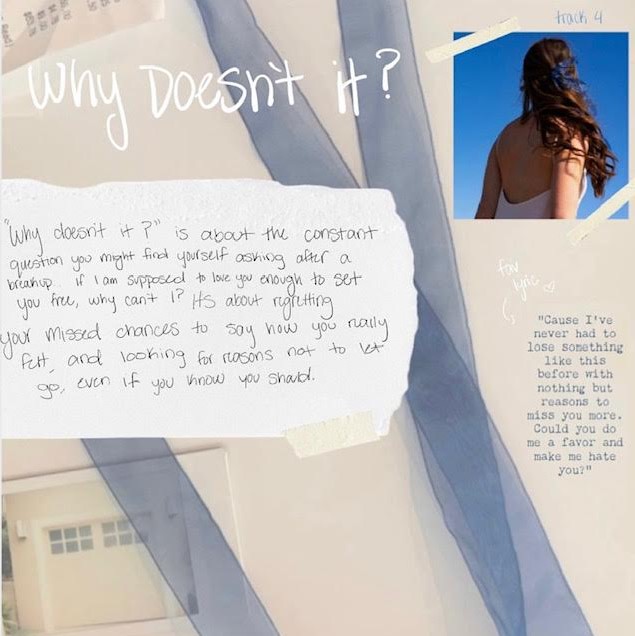 track 4
Why Doesn't it?
"Why doesn't it?" is about the constant
question you might find yourself asking after a
breakup. If I am supposed to love you enough to set
you free, why can't I? It's about regretting
your missed chances to say how you really
felt, and looking for reasons not to let
go, even if you know you should.
fav
lyric
"Cause I've
never had to
lose something
like this
before with
nothing but
reasons to
miss you more.
Could you do
me a favor and
make me hate
you?"